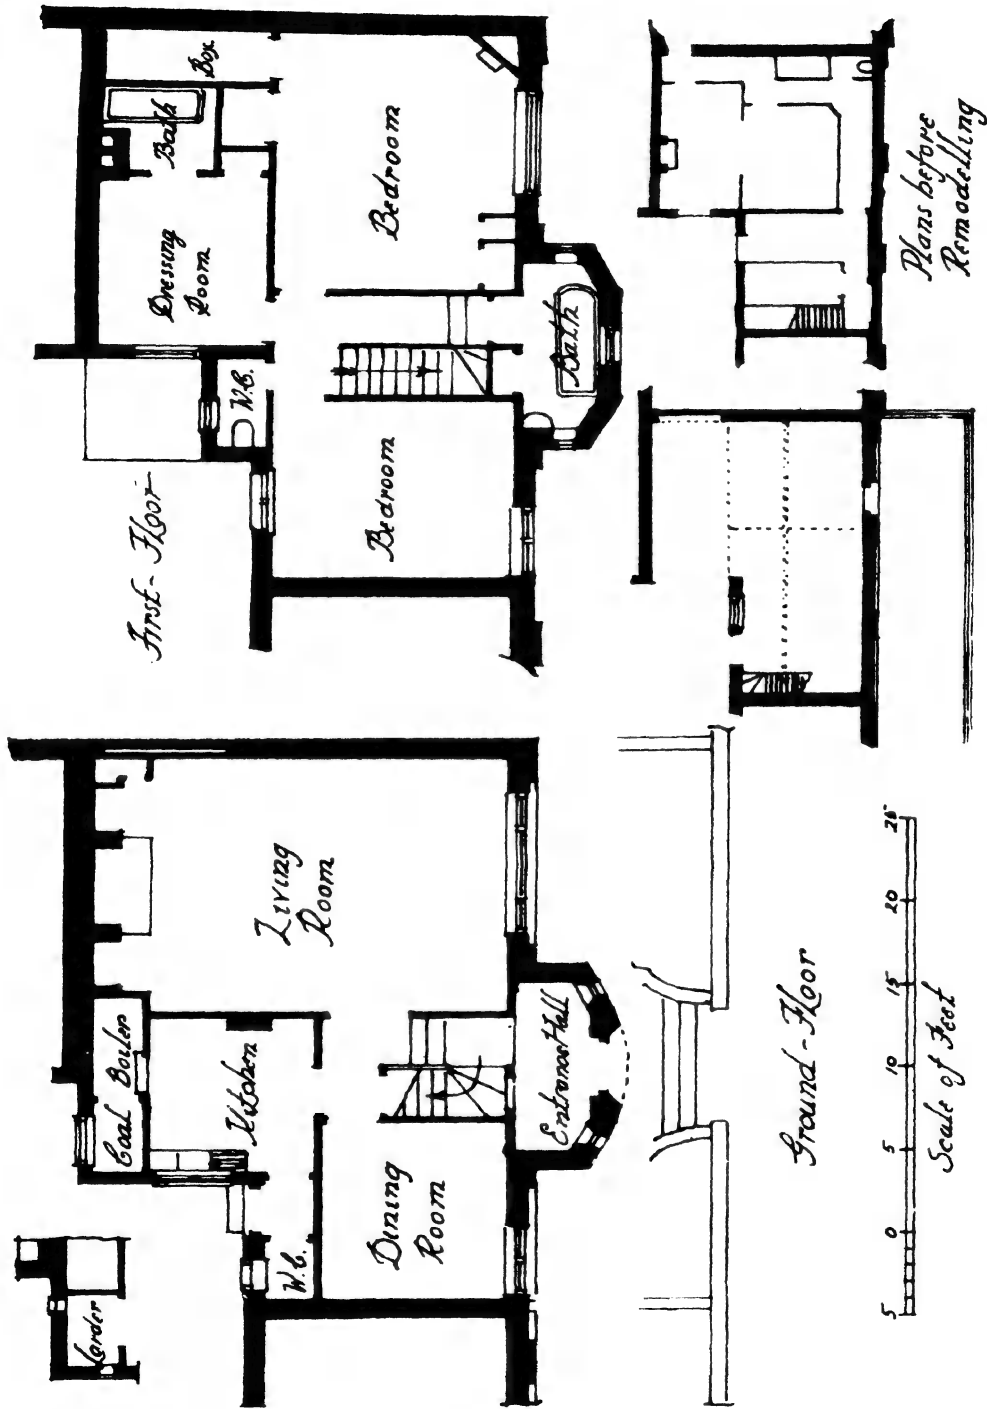 Larder
Coal Boiler
Kitchen
W.C.
Living
Room
Dining
Room
Entrance Hall
Ground-Floor
5 0 5 10 15 20 25
Scale of Feet
First-Floor
Box
Bath
Dressing
Room
W.C.
Bedroom
Bedroom
Bath
Plans before
Remodelling